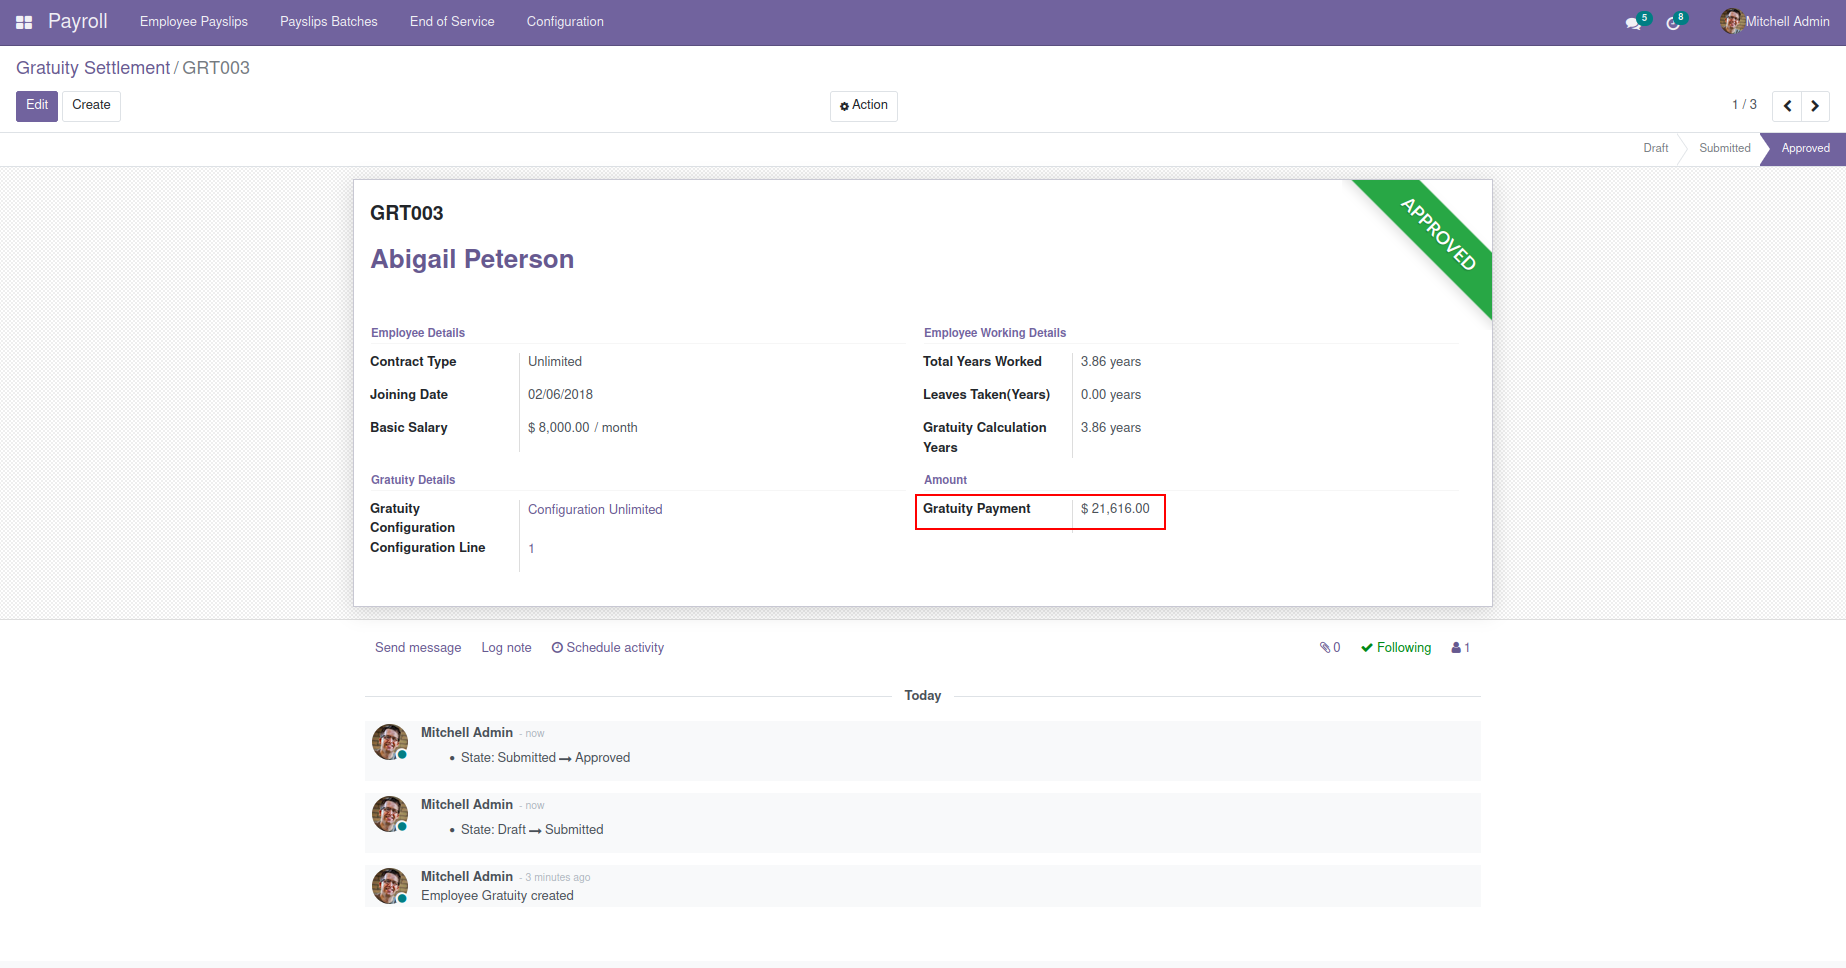 Payroll Employee Payslips Payslips Batches End of Service Configuration 5 8 Mitchell Admin
Gratuity Settlement / GRT003
Edit Create Action 1 / 3
Draft Submitted Approved
GRT003
APPROVED
Abigail Peterson
Employee Details
Contract Type Unlimited
Joining Date 02/06/2018
Basic Salary $ 8,000.00 / month
Employee Working Details
Total Years Worked 3.86 years
Leaves Taken(Years) 0.00 years
Gratuity Calculation 3.86 years
Years
Gratuity Details
Gratuity Configuration Unlimited
Configuration
Configuration Line 1
Amount
Gratuity Payment $ 21,616.00
Send message Log note Schedule activity 0 Following 1
Today
Mitchell Admin - now
• State: Submitted → Approved
Mitchell Admin - now
• State: Draft → Submitted
Mitchell Admin - 3 minutes ago
Employee Gratuity created